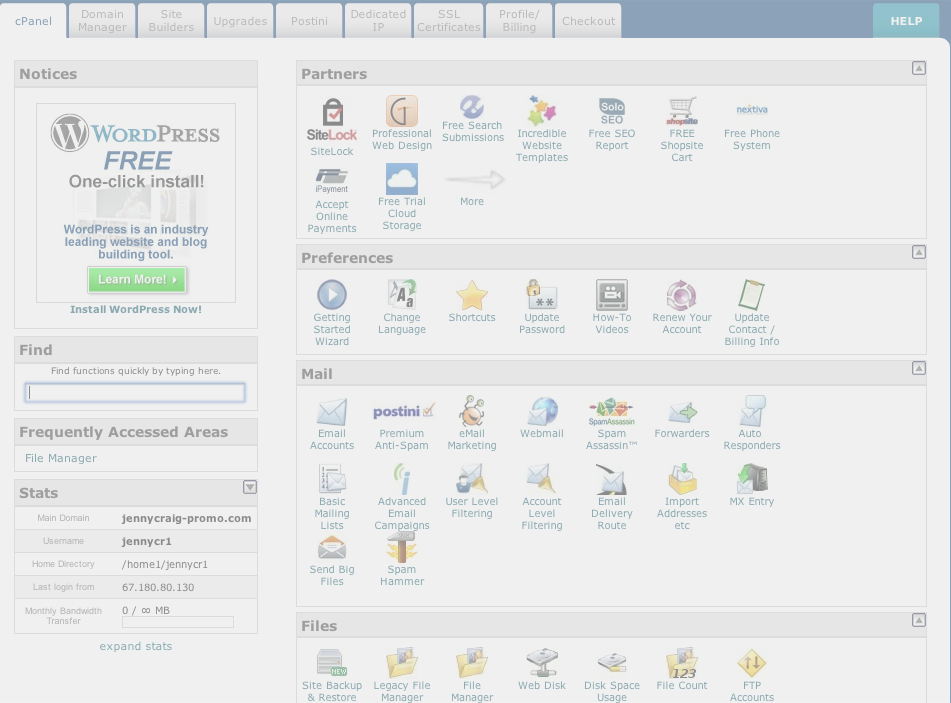 cPanel
Domain
Manager
Site
Builders
Upgrades
Postini
Dedicated
IP
SSL
Certificates
Profile/
Billing
Checkout
HELP
Notices
WORDPRESS
FREE
One-click install!
WordPress is an industry
leading website and blog
building tool.
Learn More!
Install WordPress Now!
Find
Find functions quickly by typing here.
Frequently Accessed Areas
File Manager
Stats
Main Domain jennycraig-promo.com
Username jennycr1
Home Directory /home1/jennycr1
Last login from 67.180.80.130
Monthly Bandwidth
Transfer
0 / ∞ MB
expand stats
Partners
SiteLock
SiteLock
Professional
Web Design
Free Search
Submissions
Incredible
Website
Templates
Solo
SEO
Free SEO
Report
shopsite
FREE
Shopsite
Cart
nextiva
Free Phone
System
iPayment
Accept
Online
Payments
Free Trial
Cloud
Storage
More
Preferences
Getting
Started
Wizard
Change
Language
Shortcuts
Update
Password
How-To
Videos
Renew Your
Account
Update
Contact /
Billing Info
Mail
Email
Accounts
postini
Premium
Anti-Spam
eMail
Marketing
Webmail
SpamAssassin
Spam
Assassin™
Forwarders
Auto
Responders
Basic
Mailing
Lists
Advanced
Email
Campaigns
User Level
Filtering
Account
Level
Filtering
Email
Delivery
Route
Import
Addresses
etc
MX Entry
Send Big
Files
Spam
Hammer
Files
NEW
Site Backup
& Restore
Legacy File
Manager
File
Manager
Web Disk
Disk Space
Usage
123
File Count
FTP
Accounts